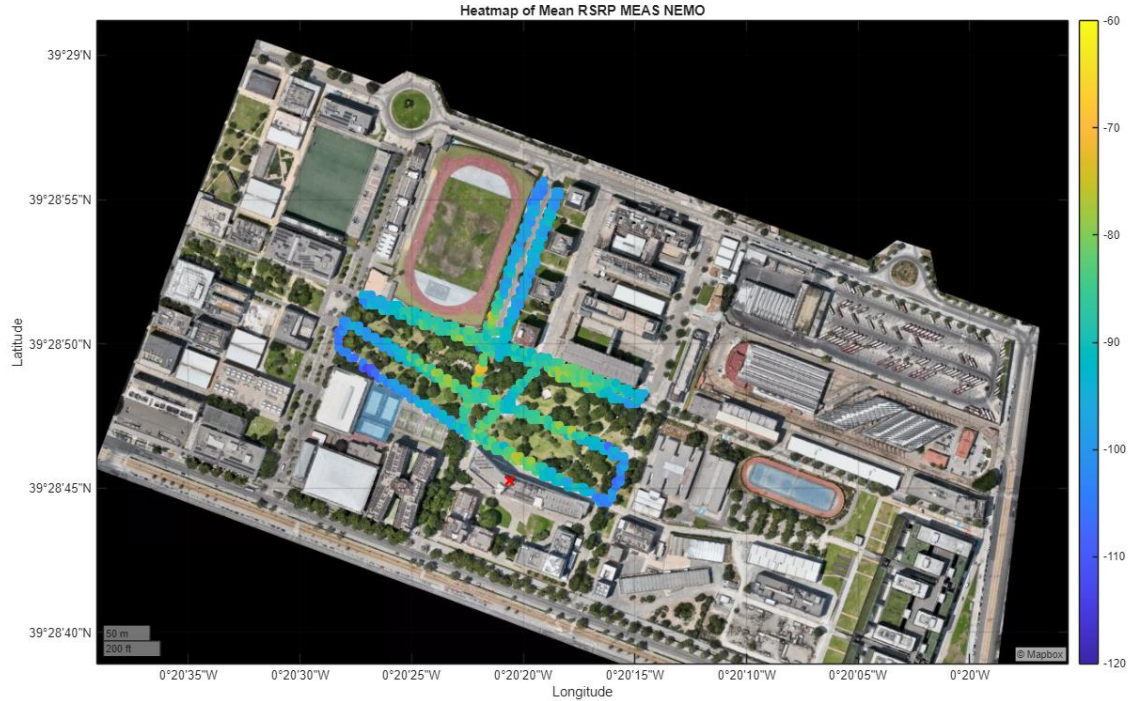 Heatmap of Mean RSRP MEAS NEMO
-60
39°29'N
-70
39°28'55"N
-80
39°28'50"N
-90
-100
39°28'45"N
-110
39°28'40"N
50 m
200 ft
© Mapbox
-120
0°20'35"W
0°20'30"W
0°20'25"W
0°20'20"W
0°20'15"W
0°20'10"W
0°20'05"W
0°20'W
Latitude
Longitude